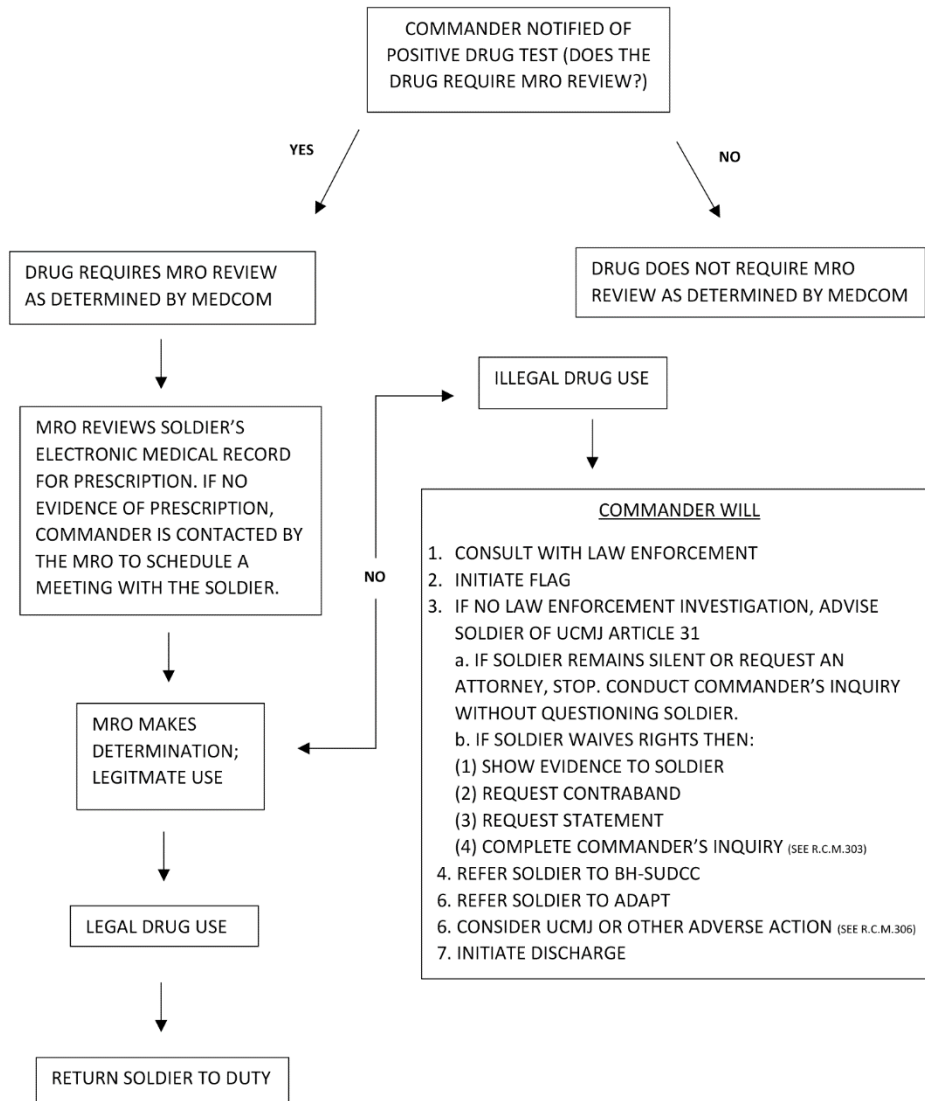 COMMANDER NOTIFIED OF
POSITIVE DRUG TEST (DOES THE
DRUG REQUIRE MRO REVIEW?)
YES
NO
DRUG REQUIRES MRO REVIEW
AS DETERMINED BY MEDCOM
DRUG DOES NOT REQUIRE MRO
REVIEW AS DETERMINED BY MEDCOM
MRO REVIEWS SOLDIER'S
ELECTRONIC MEDICAL RECORD
FOR PRESCRIPTION. IF NO
EVIDENCE OF PRESCRIPTION,
COMMANDER IS CONTACTED BY
THE MRO TO SCHEDULE A
MEETING WITH THE SOLDIER.
NO
ILLEGAL DRUG USE
MRO MAKES
DETERMINATION;
LEGITMATE USE
LEGAL DRUG USE
RETURN SOLDIER TO DUTY
COMMANDER WILL
1. CONSULT WITH LAW ENFORCEMENT
2. INITIATE FLAG
3. IF NO LAW ENFORCEMENT INVESTIGATION, ADVISE
SOLDIER OF UCMJ ARTICLE 31
a. IF SOLDIER REMAINS SILENT OR REQUEST AN
ATTORNEY, STOP. CONDUCT COMMANDER'S INQUIRY
WITHOUT QUESTIONING SOLDIER.
b. IF SOLDIER WAIVES RIGHTS THEN:
(1) SHOW EVIDENCE TO SOLDIER
(2) REQUEST CONTRABAND
(3) REQUEST STATEMENT
(4) COMPLETE COMMANDER'S INQUIRY (SEE R.C.M.303)
4. REFER SOLDIER TO BH-SUDCC
6. REFER SOLDIER TO ADAPT
6. CONSIDER UCMJ OR OTHER ADVERSE ACTION (SEE R.C.M.306)
7. INITIATE DISCHARGE